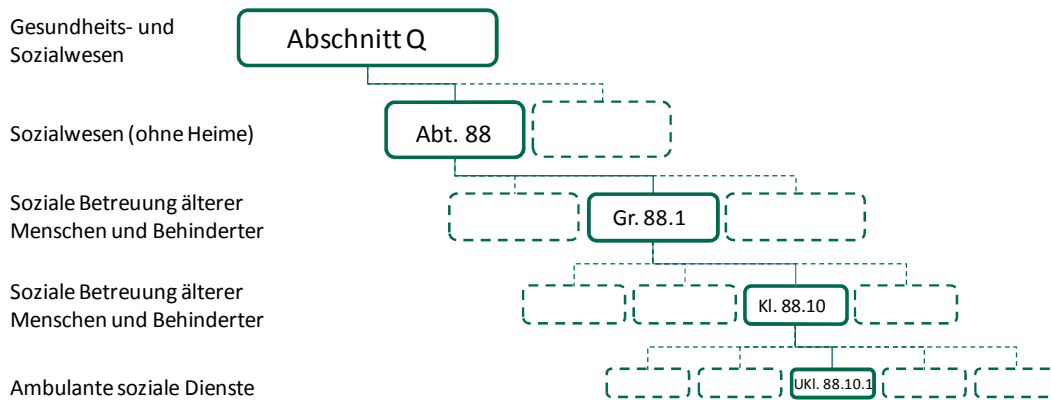 Gesundheits- und
Sozialwesen
Abschnitt Q
Sozialwesen (ohne Heime)
Abt. 88
Soziale Betreuung älterer
Menschen und Behinderter
Gr. 88.1
Soziale Betreuung älterer
Menschen und Behinderter
Kl. 88.10
Ambulante soziale Dienste
UKl. 88.10.1